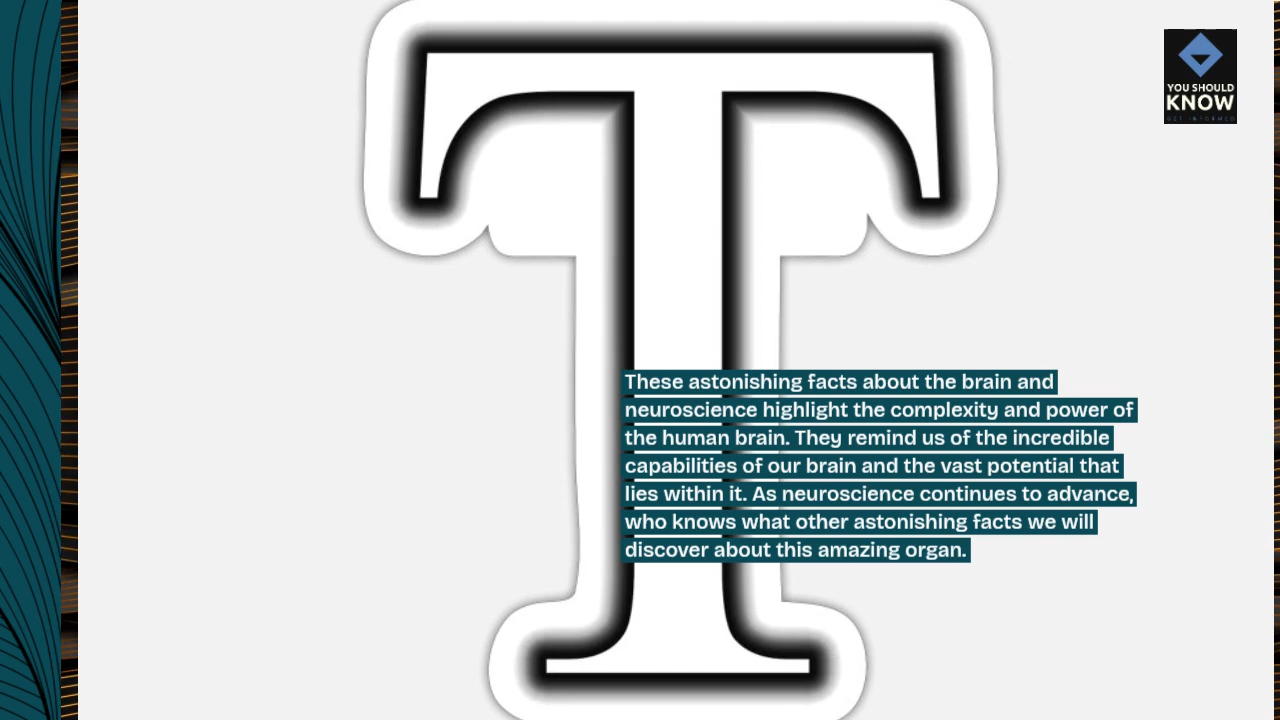 T
YOU SHOULD
KNOW
GET INFORMED
These astonishing facts about the brain and
neuroscience highlight the complexity and power of
the human brain. They remind us of the incredible
capabilities of our brain and the vast potential that
lies within it. As neuroscience continues to advance,
who knows what other astonishing facts we will
discover about this amazing organ.